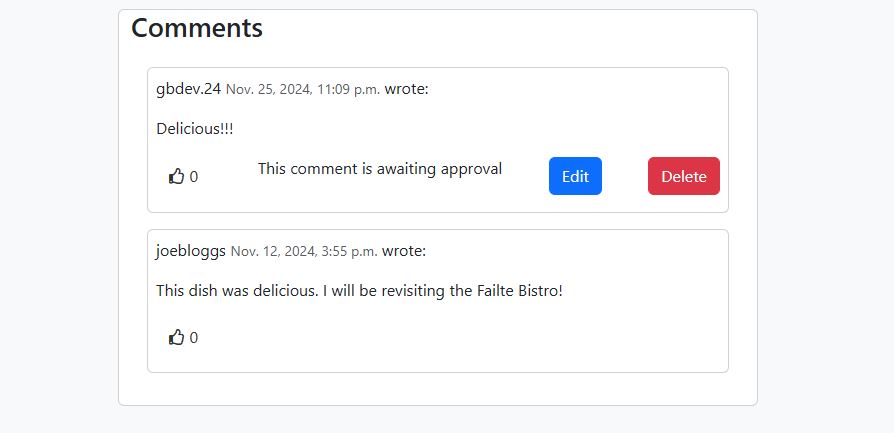 Comments
gbdev.24 Nov. 25, 2024, 11:09 p.m. wrote:
Delicious!!!
0 This comment is awaiting approval Edit Delete
joebloggs Nov. 12, 2024, 3:55 p.m. wrote:
This dish was delicious. I will be revisiting the Failte Bistro!
0